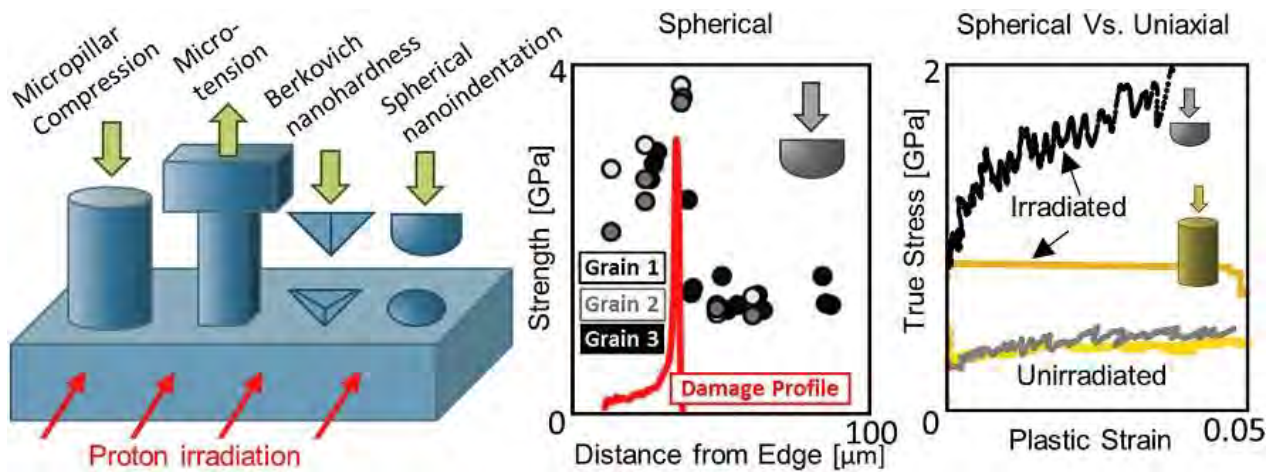 Micropillar
Compression
Micro-
tension
Berkovich
nanohardness
Spherical
nanoindentation
Proton irradiation
Spherical
4
Strength [GPa]
Grain 1
Grain 2
Grain 3
Damage Profile
0
100
Distance from Edge [µm]
Spherical Vs. Uniaxial
2
True Stress [GPa]
Irradiated
Unirradiated
0
0.05
Plastic Strain